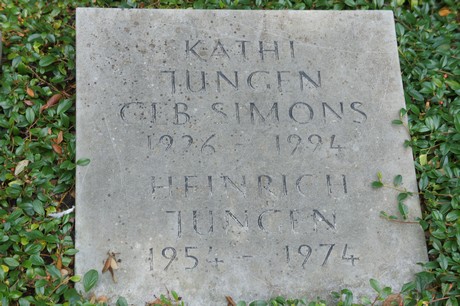 KATHI
JUNGEN
GEB SIMONS
1926 - 1994
HEINRICH
JUNGEN
1954 - 1974